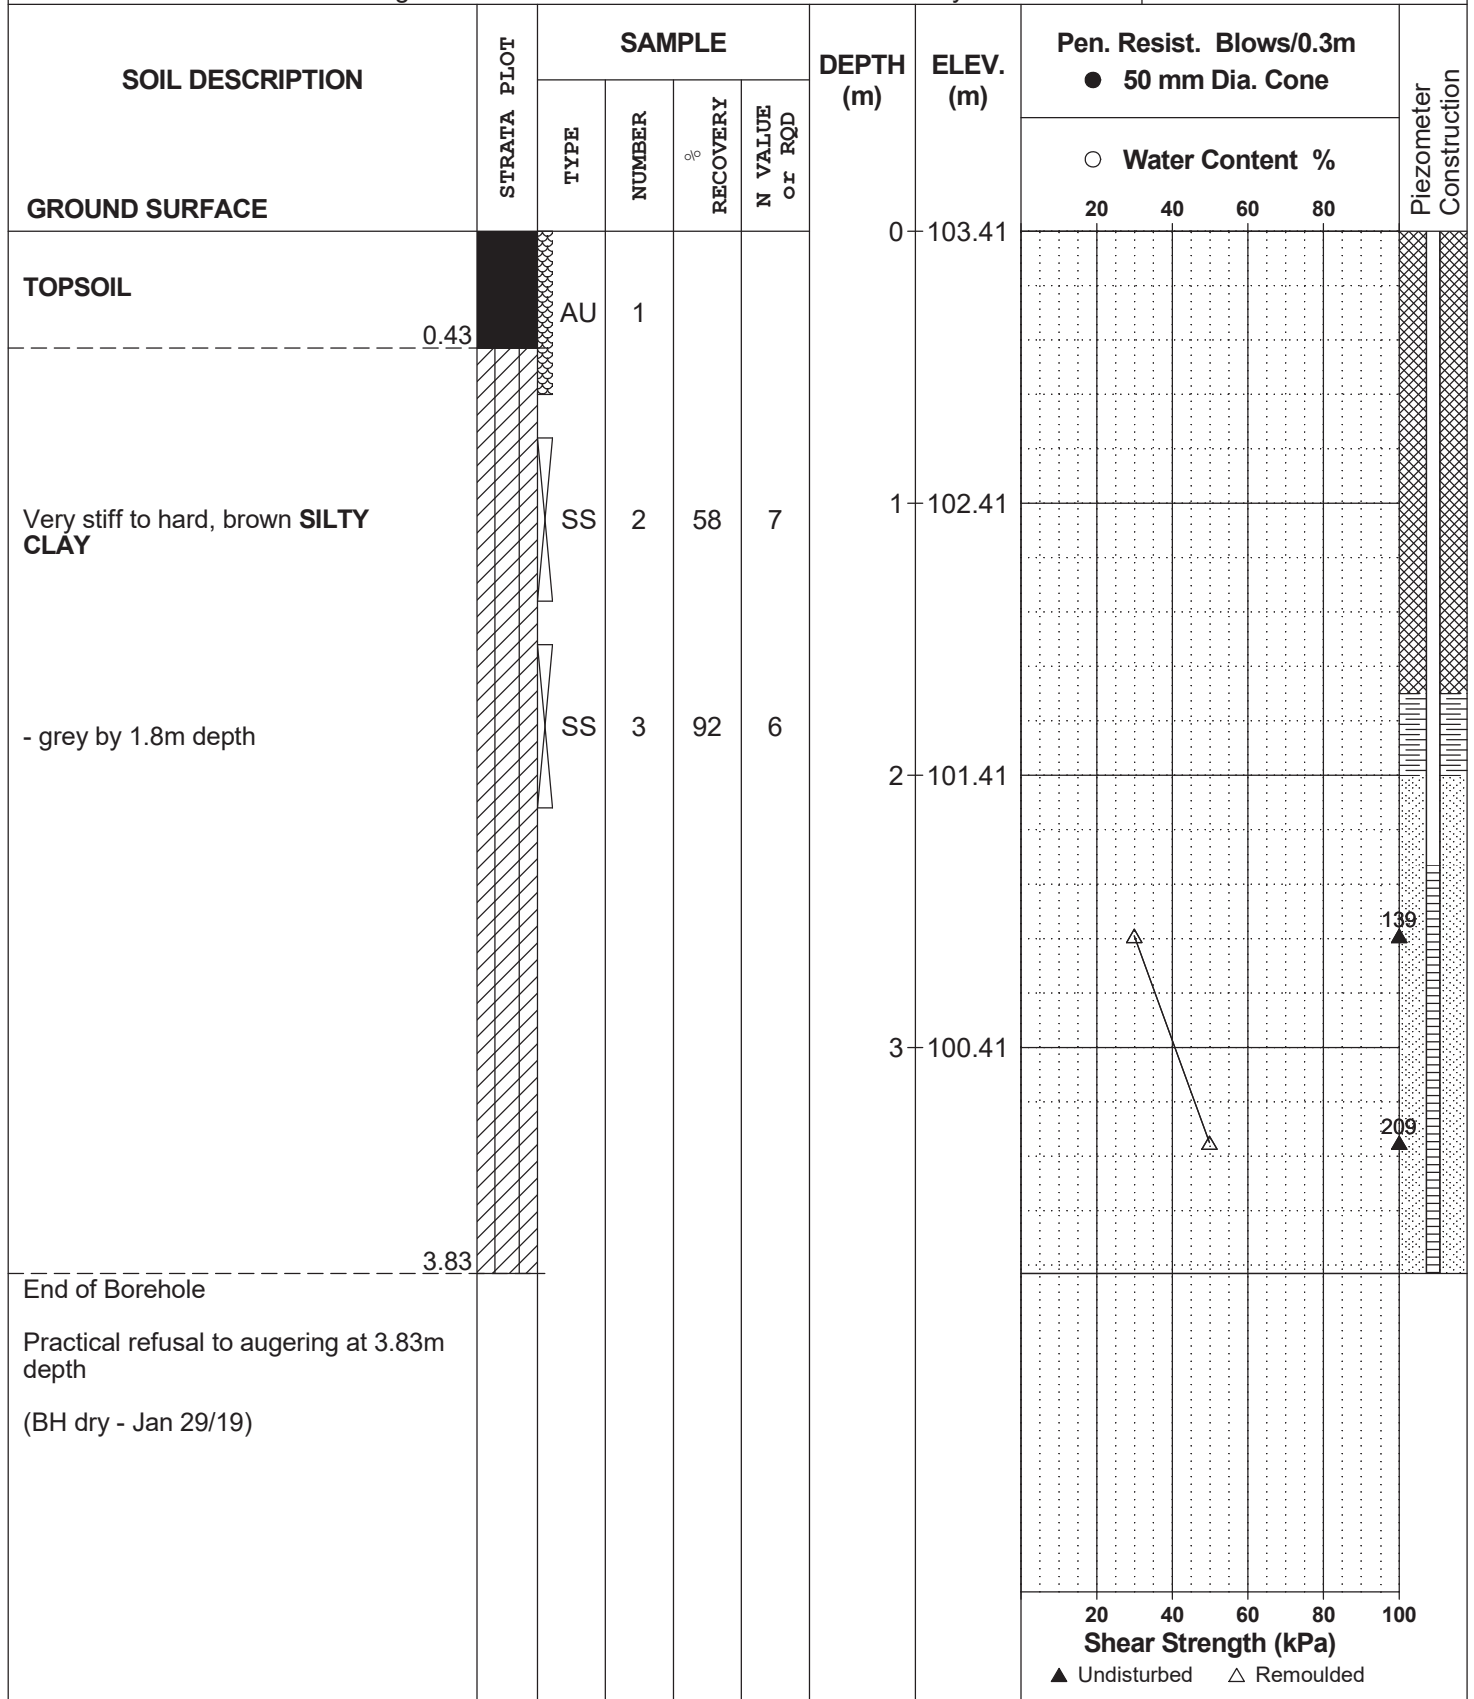 SOIL DESCRIPTION
GROUND SURFACE
STRATA PLOT
SAMPLE
TYPE
NUMBER
%
RECOVERY
N VALUE
or RQD
DEPTH
(m)
ELEV.
(m)
Pen. Resist. Blows/0.3m
● 50 mm Dia. Cone
○ Water Content %
20 40 60 80
Piezometer
Construction
0 103.41
TOPSOIL
0.43
AU 1
Very stiff to hard, brown SILTY
CLAY
SS 2 58 7
1 102.41
- grey by 1.8m depth
SS 3 92 6
2 101.41
139
3 100.41
209
3.83
End of Borehole
Practical refusal to augering at 3.83m
depth
(BH dry - Jan 29/19)
20 40 60 80 100
Shear Strength (kPa)
▲ Undisturbed △ Remoulded